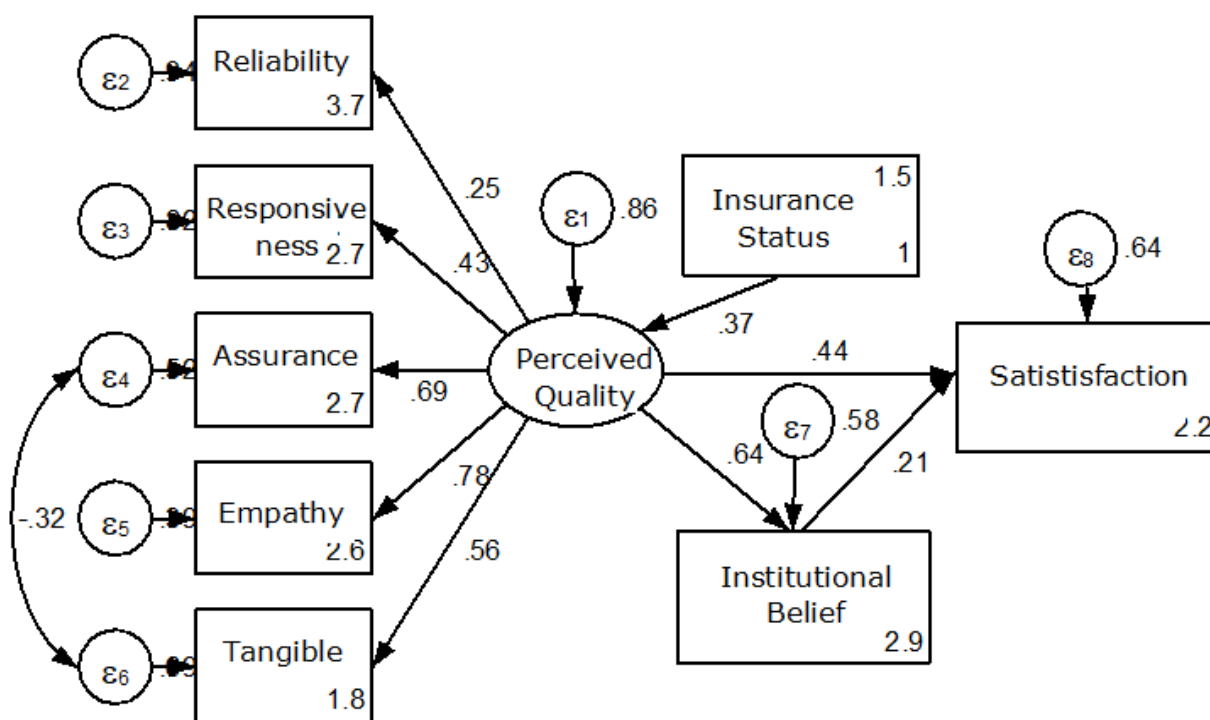 ε2
Reliability
3.7
.25
ε3
Responsive
ness
2.7
.43
ε4
Assurance
2.7
.69
ε5
Empathy
2.6
.78
ε6
Tangible
1.8
.56
-.32
ε1
.86
Perceived
Quality
Insurance
Status
1.5
1
.37
.44
.64
ε7
.58
.21
Institutional
Belief
2.9
ε8
.64
Satistisfaction
2.2